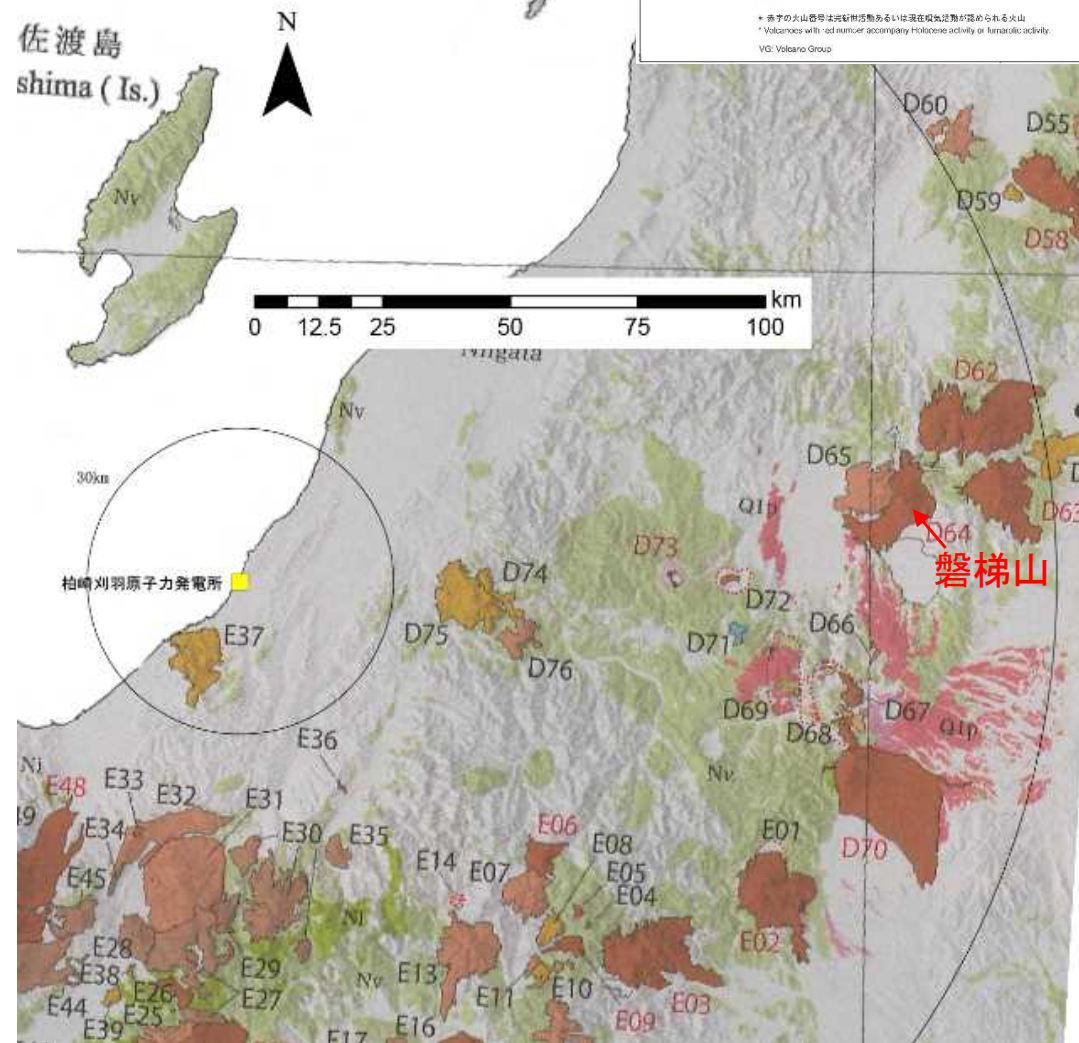 * 赤字の火山番号は完新世活動あるいは現在噴気活動が認められる火山
* Volcanoes with red number accompany Holocene activity or fumarolic activity.
VG: Volcano Group
佐渡島
shima ( Is.)
N
D60
D55
Nv
D59
D58
km
0 12.5 25 50 75 100
Niigata
D62
Nv
D65
30km
Q1p
D63
D64
D73
磐梯山
D74
柏崎刈羽原子力発電所
D72
D66
E37
D75
D71
D76
D69
D67
D68
Q1p
E36
Nv
Nj
E48
E33
E32
E31
49
E06
E01
E34
E30
E35
E08
D70
E14
E07
E05
E45
E04
Nj
E28
E02
E38
E29
Nv
E13
E26
E27
E11
E10
E44
E25
E03
E39
E09
E17
E16